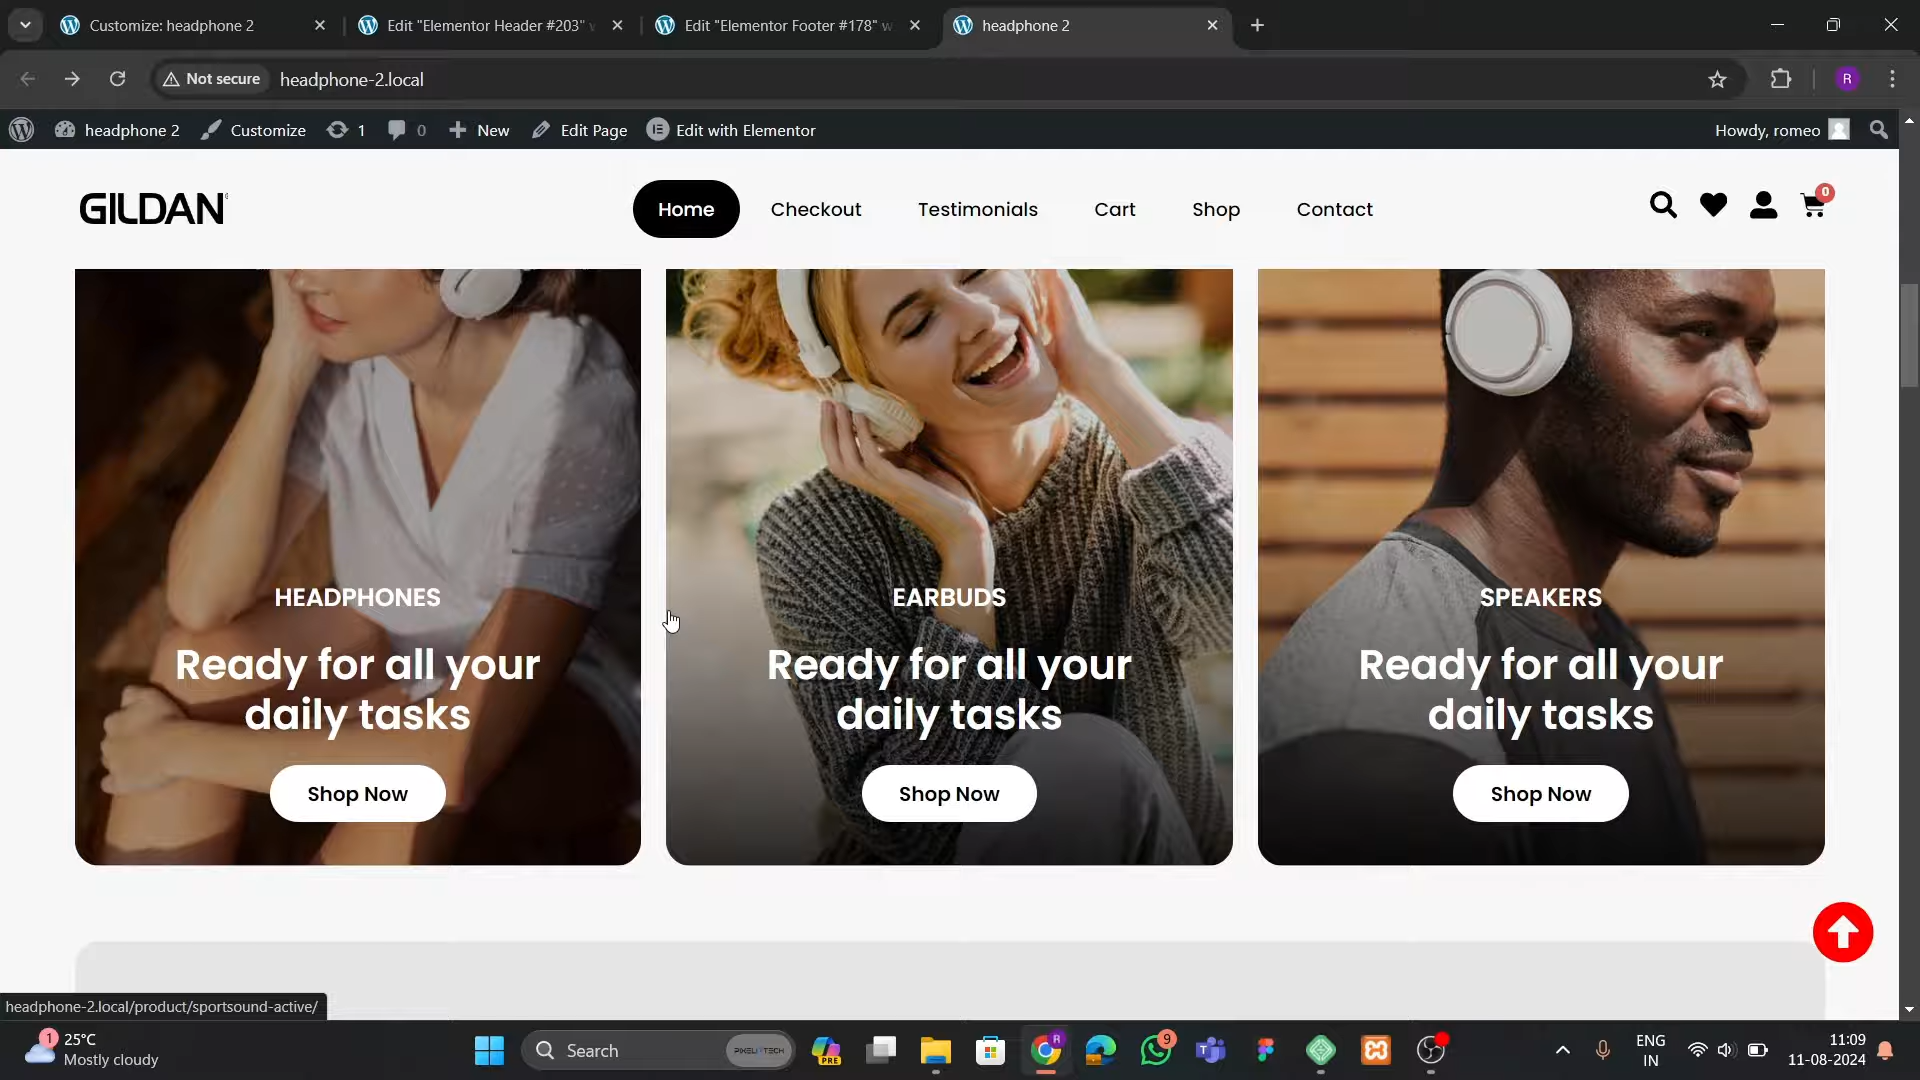 Customize: headphone 2
Edit "Elementor Header #203" w
Edit "Elementor Footer #178" w
headphone 2
Not secure
headphone-2.local
R
headphone 2
Customize
1
0
New
Edit Page
Edit with Elementor
Howdy, romeo
GILDAN
Home
Checkout
Testimonials
Cart
Shop
Contact
0
HEADPHONES
Ready for all your
daily tasks
Shop Now
EARBUDS
Ready for all your
daily tasks
Shop Now
SPEAKERS
Ready for all your
daily tasks
Shop Now
headphone-2.local/product/sportsound-active/
1
25°C
Mostly cloudy
Search
PRE
R
9
ENG
IN
11:09
11-08-2024